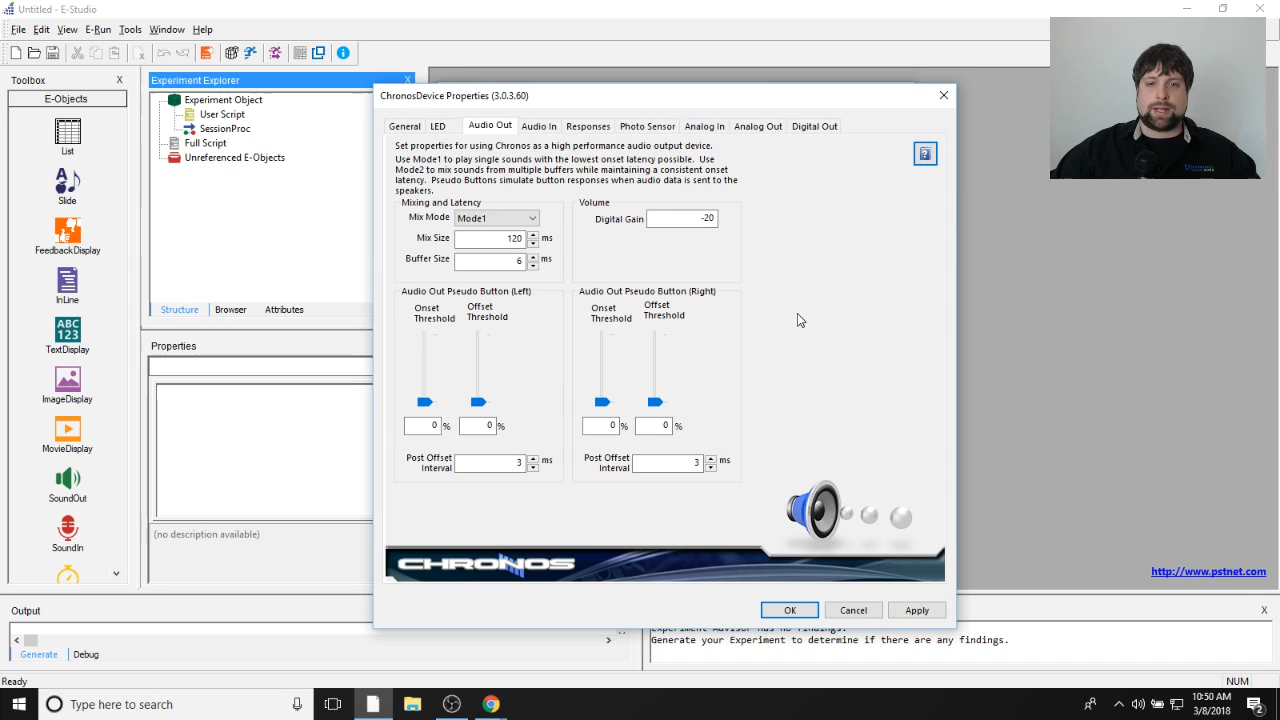 Untitled - E-Studio
File Edit View E-Run Tools Window Help
Toolbox X
E-Objects
List
Slide
FeedbackDisplay
InLine
ABC
123
TextDisplay
ImageDisplay
MovieDisplay
SoundOut
SoundIn
Experiment Explorer X
Experiment Object
User Script
SessionProc
Full Script
Unreferenced E-Objects
Structure Browser Attributes
Properties
(no description available)
ChronosDevice Properties (3.0.3.60)
General LED Audio Out Audio In Responses Photo Sensor Analog In Analog Out Digital Out
Set properties for using Chronos as a high performance audio output device.
Use Mode1 to play single sounds with the lowest onset latency possible. Use
Mode2 to mix sounds from multiple buffers while maintaining a consistent onset
latency. Pseudo Buttons simulate button responses when audio data is sent to the
speakers.
Mixing and Latency
Mix Mode Mode1
Mix Size 120 ms
Buffer Size 6 ms
Volume
Digital Gain -20
Audio Out Pseudo Button (Left)
Onset
Threshold
Offset
Threshold
0 % 0 %
Post Offset
Interval 3 ms
Audio Out Pseudo Button (Right)
Onset
Threshold
Offset
Threshold
0 % 0 %
Post Offset
Interval 3 ms
CHRONOS
OK Cancel Apply
http://www.pstnet.com
Output X
Generate Debug
Experiment Advisor has no findings.
Generate your Experiment to determine if there are any findings.
Ready NUM
Type here to search
10:50 AM
3/8/2018
2